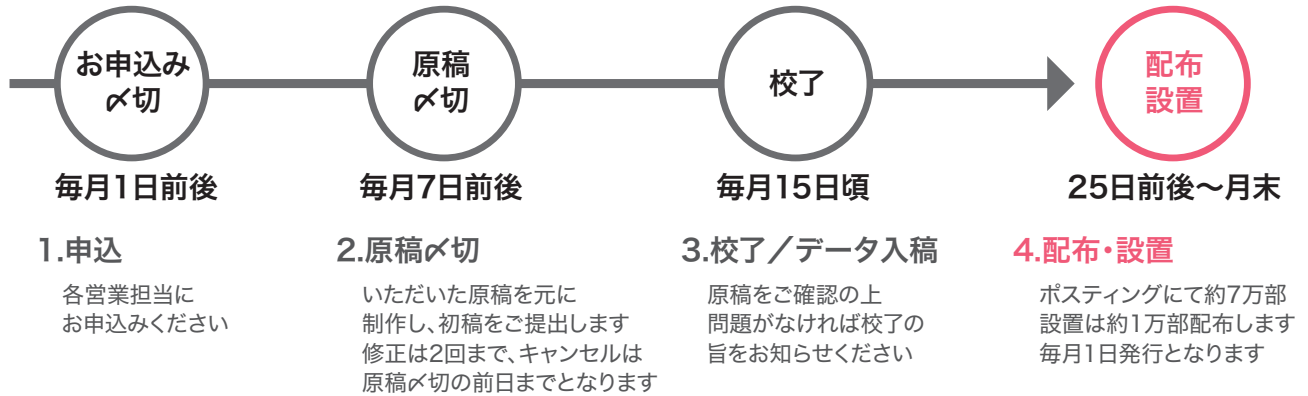 お申込み
〆切
原稿
〆切
校了
配布
設置
毎月1日前後
毎月7日前後
毎月15日頃
25日前後～月末
1.申込
各営業担当に
お申込みください
2.原稿〆切
いただいた原稿を元に
制作し、初稿をご提出します
修正は2回まで、キャンセルは
原稿〆切の前日までとなります
3.校了／データ入稿
原稿をご確認の上
問題がなければ校了の
旨をお知らせください
4.配布・設置
ポスティングにて約7万部
設置は約1万部配布します
毎月1日発行となります